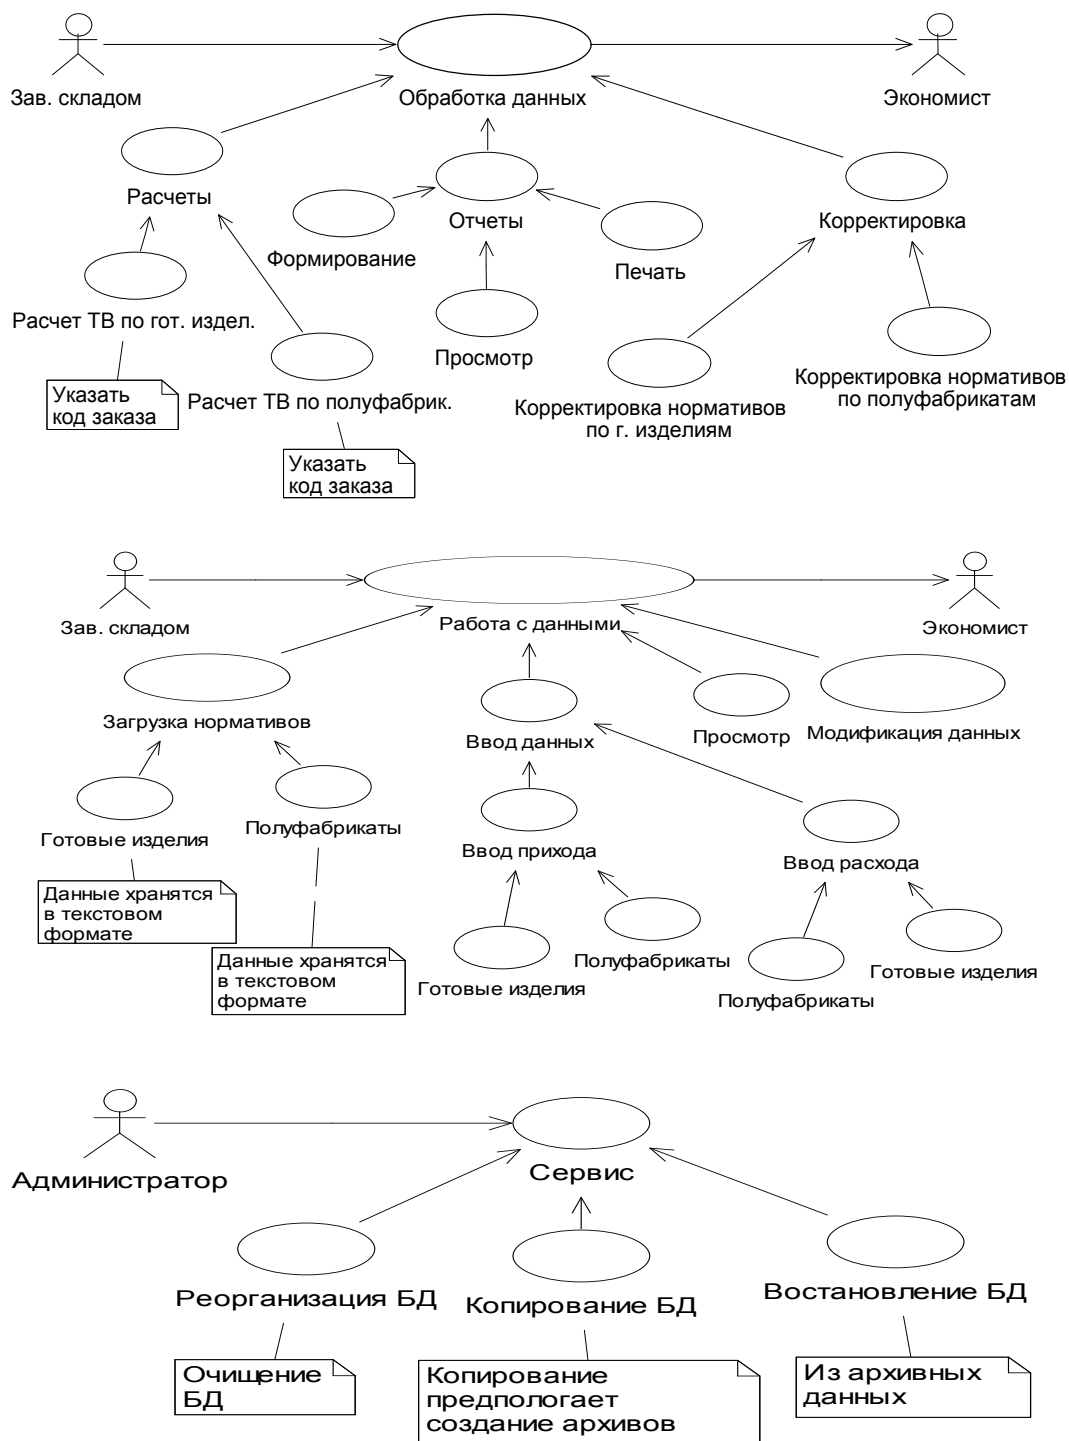 Зав. складом
Обработка данных
Экономист
Расчеты
Отчеты
Корректировка
Формирование
Печать
Расчет ТВ по гот. издел.
Просмотр
Указать
код заказа
Расчет ТВ по полуфабрик.
Корректировка нормативов
по г. изделиям
Корректировка нормативов
по полуфабрикатам
Указать
код заказа
Зав. складом
Работа с данными
Экономист
Загрузка нормативов
Ввод данных
Просмотр
Модификация данных
Готовые изделия
Полуфабрикаты
Ввод прихода
Ввод расхода
Данные хранятся
в текстовом
формате
Данные хранятся
в текстовом
формате
Готовые изделия
Полуфабрикаты
Полуфабрикаты
Готовые изделия
Администратор
Сервис
Реорганизация БД
Копирование БД
Востановление БД
Очищение
БД
Копирование
предпологает
создание архивов
Из архивных
данных